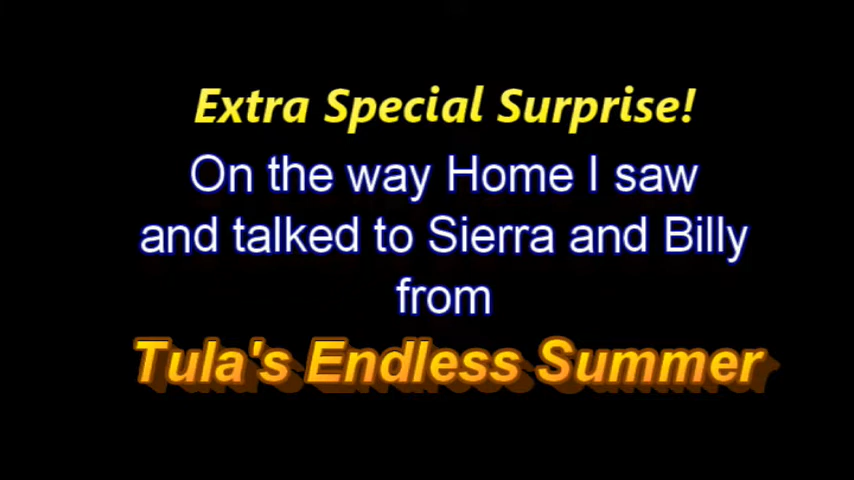 Extra Special Surprise!
On the way Home I saw
and talked to Sierra and Billy
from
Tula's Endless Summer